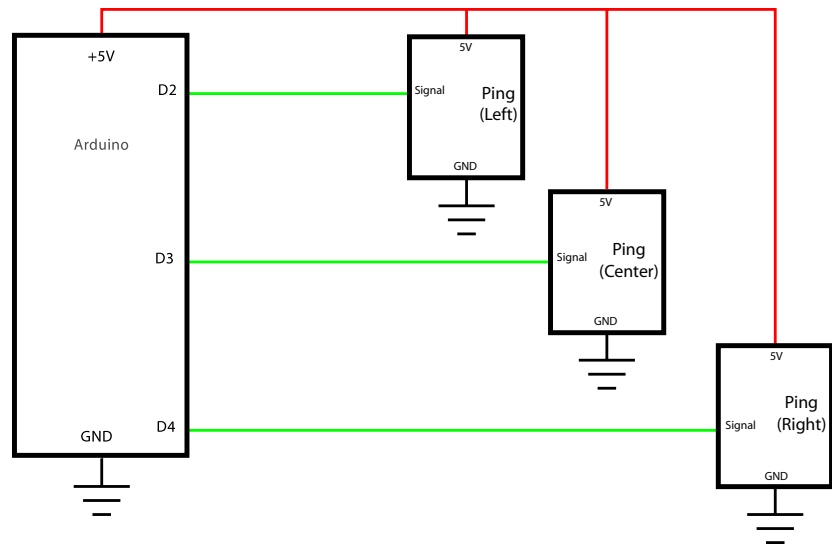 +5V
D2
Arduino
D3
D4
GND
5V
Signal
Ping
(Left)
GND
5V
Signal
Ping
(Center)
GND
5V
Signal
Ping
(Right)
GND